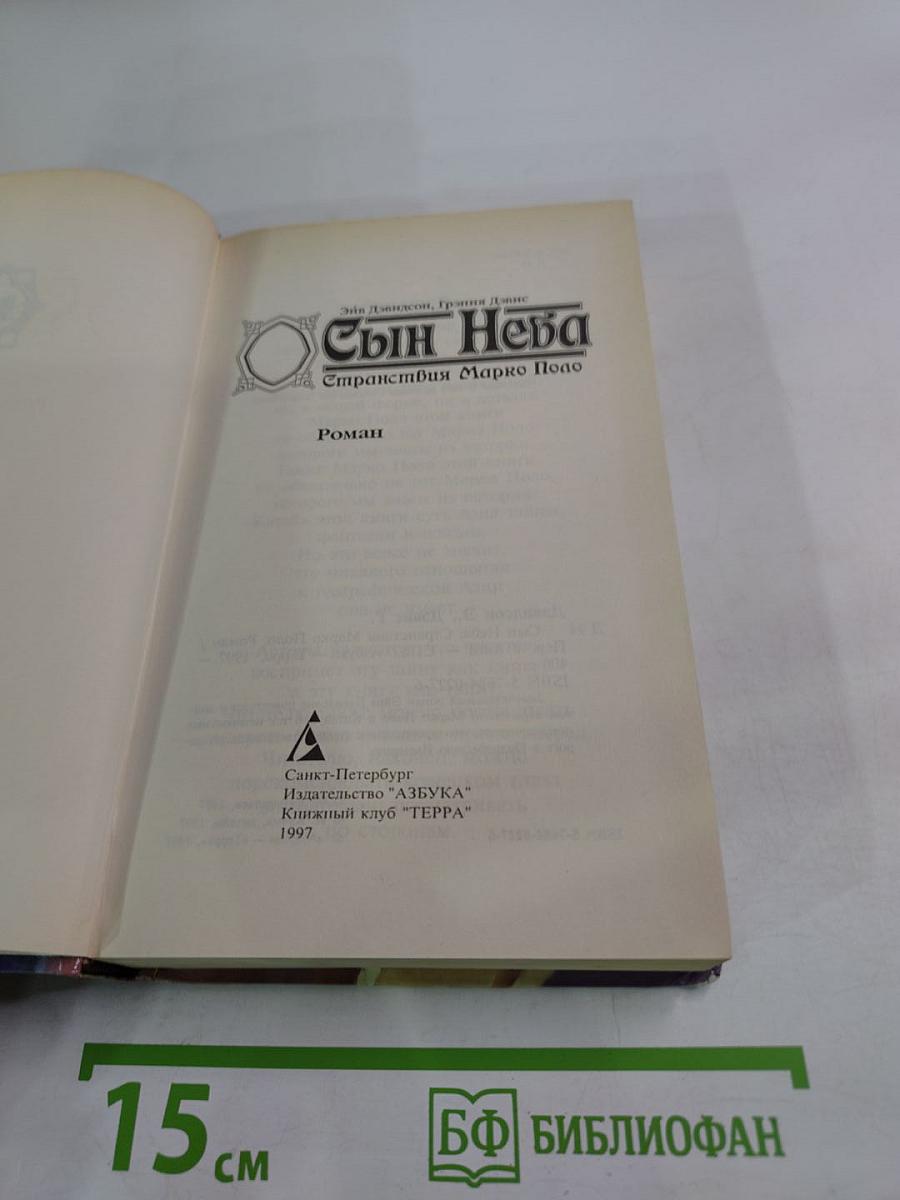 Эйв Дэвидсон, Грэния Дэвис
Сын Неба
Странствия Марко Поло
Роман
Санкт-Петербург
Издательство "АЗБУКА"
Книжный клуб "ТЕРРА"
1997
15 см
БФ БИБЛИОФАН